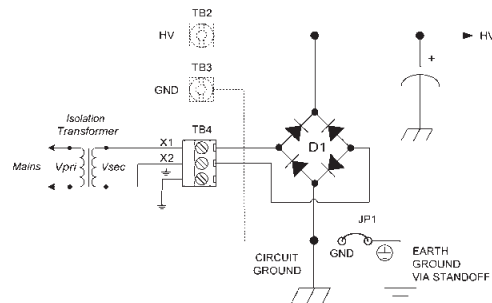 TB2
HV
HV
+
TB3
GND
Isolation
Transformer
TB4
X1
X2
D1
Mains
Vpri
Vsec
JP1
GND
CIRCUIT
GROUND
EARTH
GROUND
VIA STANDOFF